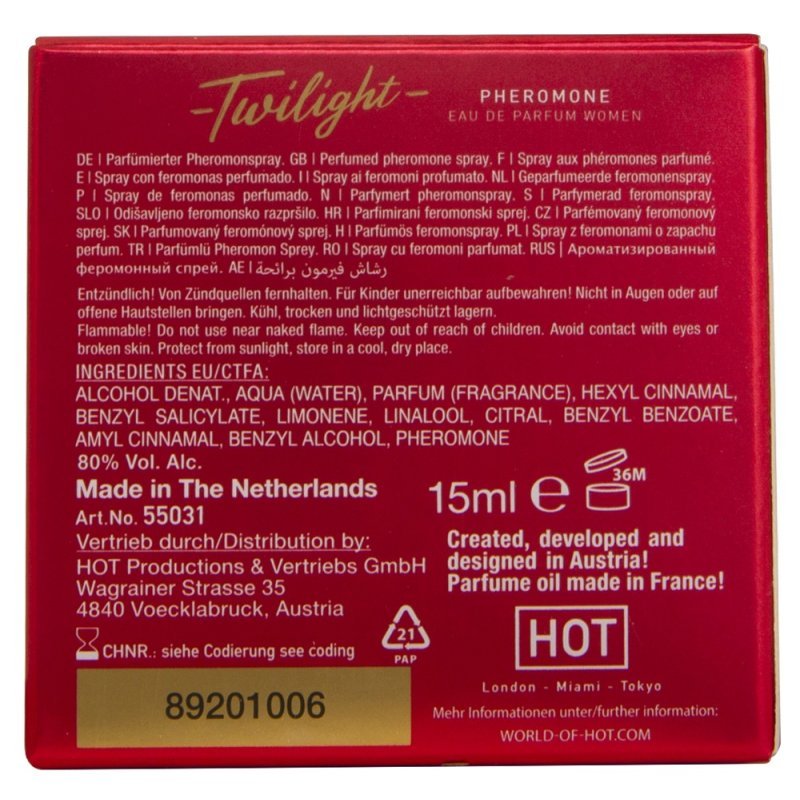 -Twilight-
PHEROMONE
EAU DE PARFUM WOMEN
DE | Parfümierter Pheromonspray. GB | Perfumed pheromone spray. F | Spray aux phéromones parfumé.
E | Spray con feromonas perfumado. I | Spray ai feromoni profumato. NL | Geparfumeerde feromonenspray.
P | Spray de feromonas perfumado. N | Parfymert pheromonspray. S | Parfymerad feromonspray.
SLO | Odišavljeno feromonsko razpršilo. HR | Parfimirani feromonski sprej. CZ | Parfémovaný feromonový
sprej. SK | Parfumovaný feromónový sprej. H | Parfümös feromonspray. PL | Spray z feromonami o zapachu
perfum. TR | Parfümlü Pheromon Sprey. RO | Spray cu feromoni parfumat. RUS | Ароматизированный
феромонный спрей. AE | رشاش فيرمون برائحة
Entzündlich! Von Zündquellen fernhalten. Für Kinder unerreichbar aufbewahren! Nicht in Augen oder auf
offene Hautstellen bringen. Kühl, trocken und lichtgeschützt lagern.
Flammable! Do not use near naked flame. Keep out of reach of children. Avoid contact with eyes or
broken skin. Protect from sunlight, store in a cool, dry place.
INGREDIENTS EU/CTFA:
ALCOHOL DENAT., AQUA (WATER), PARFUM (FRAGRANCE), HEXYL CINNAMAL,
BENZYL SALICYLATE, LIMONENE, LINALOOL, CITRAL, BENZYL BENZOATE,
AMYL CINNAMAL, BENZYL ALCOHOL, PHEROMONE
80% Vol. Alc.
Made in The Netherlands
Art.No. 55031
15ml ℮
36M
Vertrieb durch/Distribution by:
HOT Productions & Vertriebs GmbH
Wagrainer Strasse 35
4840 Voecklabruck, Austria
Created, developed and
designed in Austria!
Parfume oil made in France!
CHNR.: siehe Codierung see coding
21
PAP
HOT
London - Miami - Tokyo
89201006
Mehr Informationen unter/further information:
WORLD-OF-HOT.COM